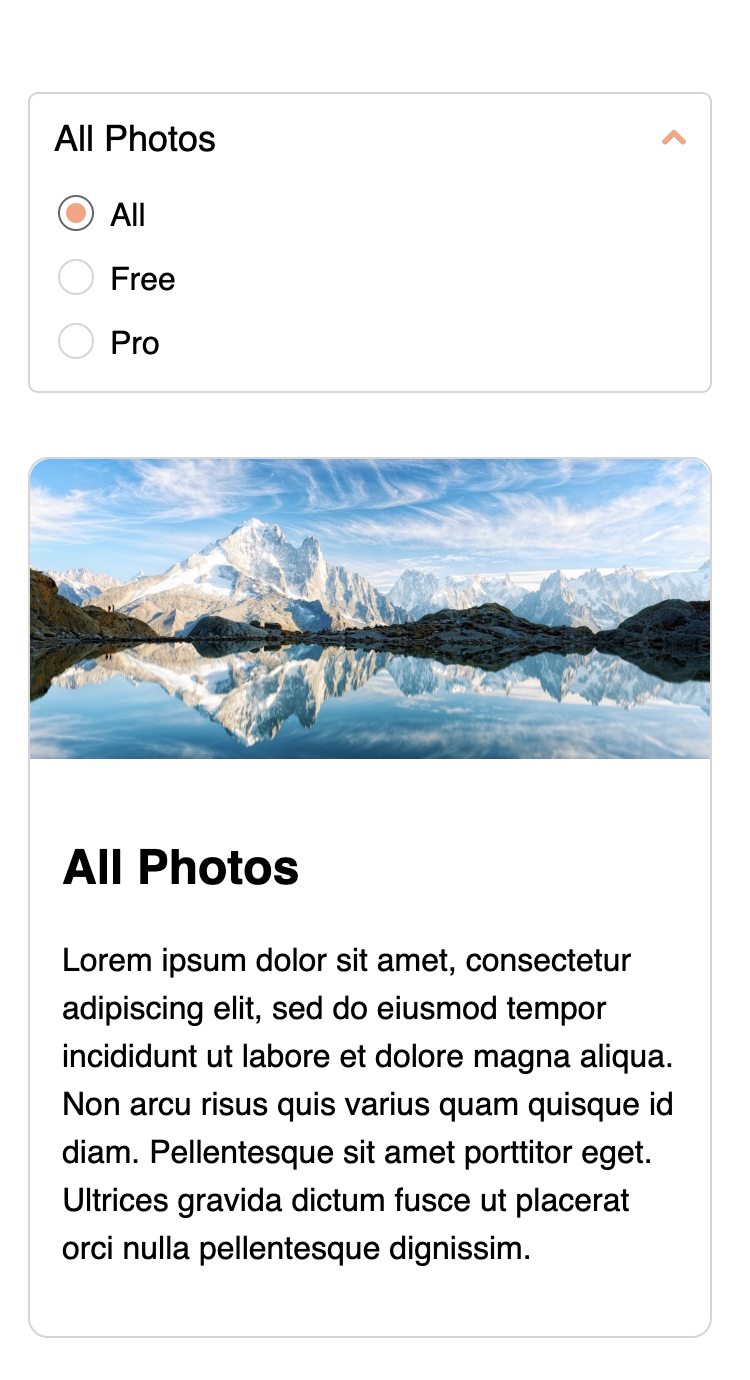 All Photos
All
Free
Pro
All Photos
Lorem ipsum dolor sit amet, consectetur
adipiscing elit, sed do eiusmod tempor
incididunt ut labore et dolore magna aliqua.
Non arcu risus quis varius quam quisque id
diam. Pellentesque sit amet porttitor eget.
Ultrices gravida dictum fusce ut placerat
orci nulla pellentesque dignissim.